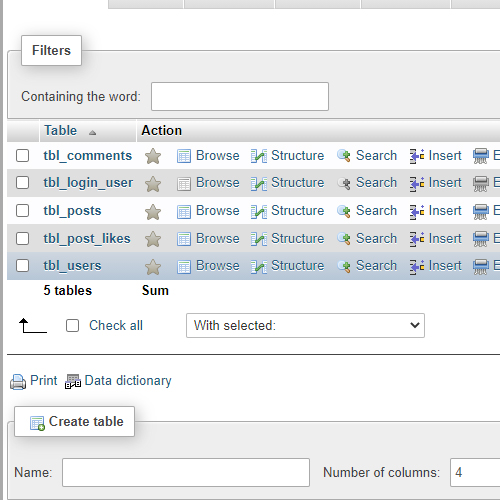 Filters
Containing the word:
Table Action
tbl_comments Browse Structure Search Insert E
tbl_login_user Browse Structure Search Insert E
tbl_posts Browse Structure Search Insert E
tbl_post_likes Browse Structure Search Insert E
tbl_users Browse Structure Search Insert E
5 tables Sum
Check all With selected:
Print Data dictionary
Create table
Name: Number of columns: 4